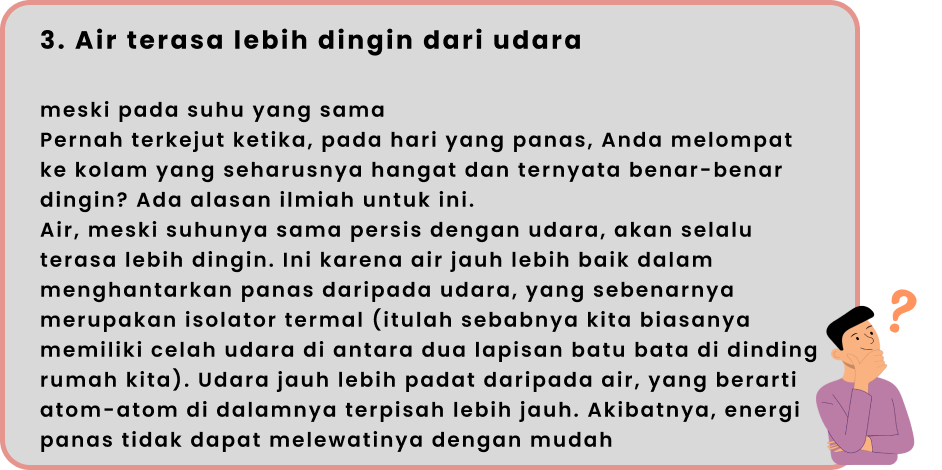 3. Air terasa lebih dingin dari udara
meski pada suhu yang sama
Pernah terkejut ketika, pada hari yang panas, Anda melompat
ke kolam yang seharusnya hangat dan ternyata benar-benar
dingin? Ada alasan ilmiah untuk ini.
Air, meski suhunya sama persis dengan udara, akan selalu
terasa lebih dingin. Ini karena air jauh lebih baik dalam
menghantarkan panas daripada udara, yang sebenarnya
merupakan isolator termal (itulah sebabnya kita biasanya
memiliki celah udara di antara dua lapisan batu bata di dinding
rumah kita). Udara jauh lebih padat daripada air, yang berarti
atom-atom di dalamnya terpisah lebih jauh. Akibatnya, energi
panas tidak dapat melewatinya dengan mudah
?